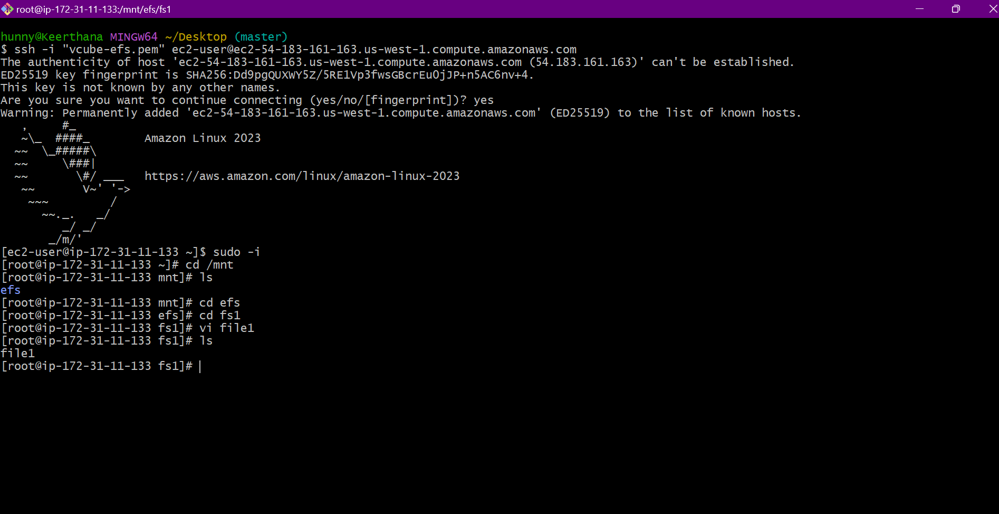 root@ip-172-31-11-133:/mnt/efs/fs1
hunny@Keerthana MINGW64 ~/Desktop (master)
$ ssh -i "vcube-efs.pem" ec2-user@ec2-54-183-161-163.us-west-1.compute.amazonaws.com
The authenticity of host 'ec2-54-183-161-163.us-west-1.compute.amazonaws.com (54.183.161.163)' can't be established.
ED25519 key fingerprint is SHA256:Dd9pgQUXWY5Z/5RE1Vp3fwsGBcrEu0jJP+n5AC6nv+4.
This key is not known by any other names.
Are you sure you want to continue connecting (yes/no/[fingerprint])? yes
Warning: Permanently added 'ec2-54-183-161-163.us-west-1.compute.amazonaws.com' (ED25519) to the list of known hosts.
   ,     #_
   ~\_  ####_        Amazon Linux 2023
  ~~  \_#####\
  ~~     \###|
  ~~       \#/ ___   https://aws.amazon.com/linux/amazon-linux-2023
   ~~       V~' '->
    ~~~         /
      ~~._.   _/
         _/ _/
       _/m/'
[ec2-user@ip-172-31-11-133 ~]$ sudo -i
[root@ip-172-31-11-133 ~]# cd /mnt
[root@ip-172-31-11-133 mnt]# ls
efs
[root@ip-172-31-11-133 mnt]# cd efs
[root@ip-172-31-11-133 efs]# cd fs1
[root@ip-172-31-11-133 fs1]# vi file1
[root@ip-172-31-11-133 fs1]# ls
file1
[root@ip-172-31-11-133 fs1]#